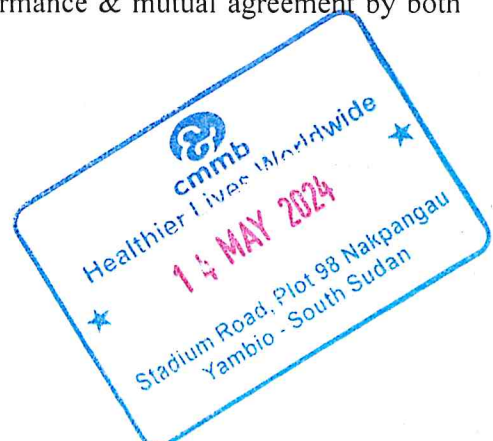 rmance & mutual agreement by both
cmmb
Healthier Lives Worldwide
14 MAY 2024
Stadium Road, Plot 98 Nakpangau
Yambio - South Sudan